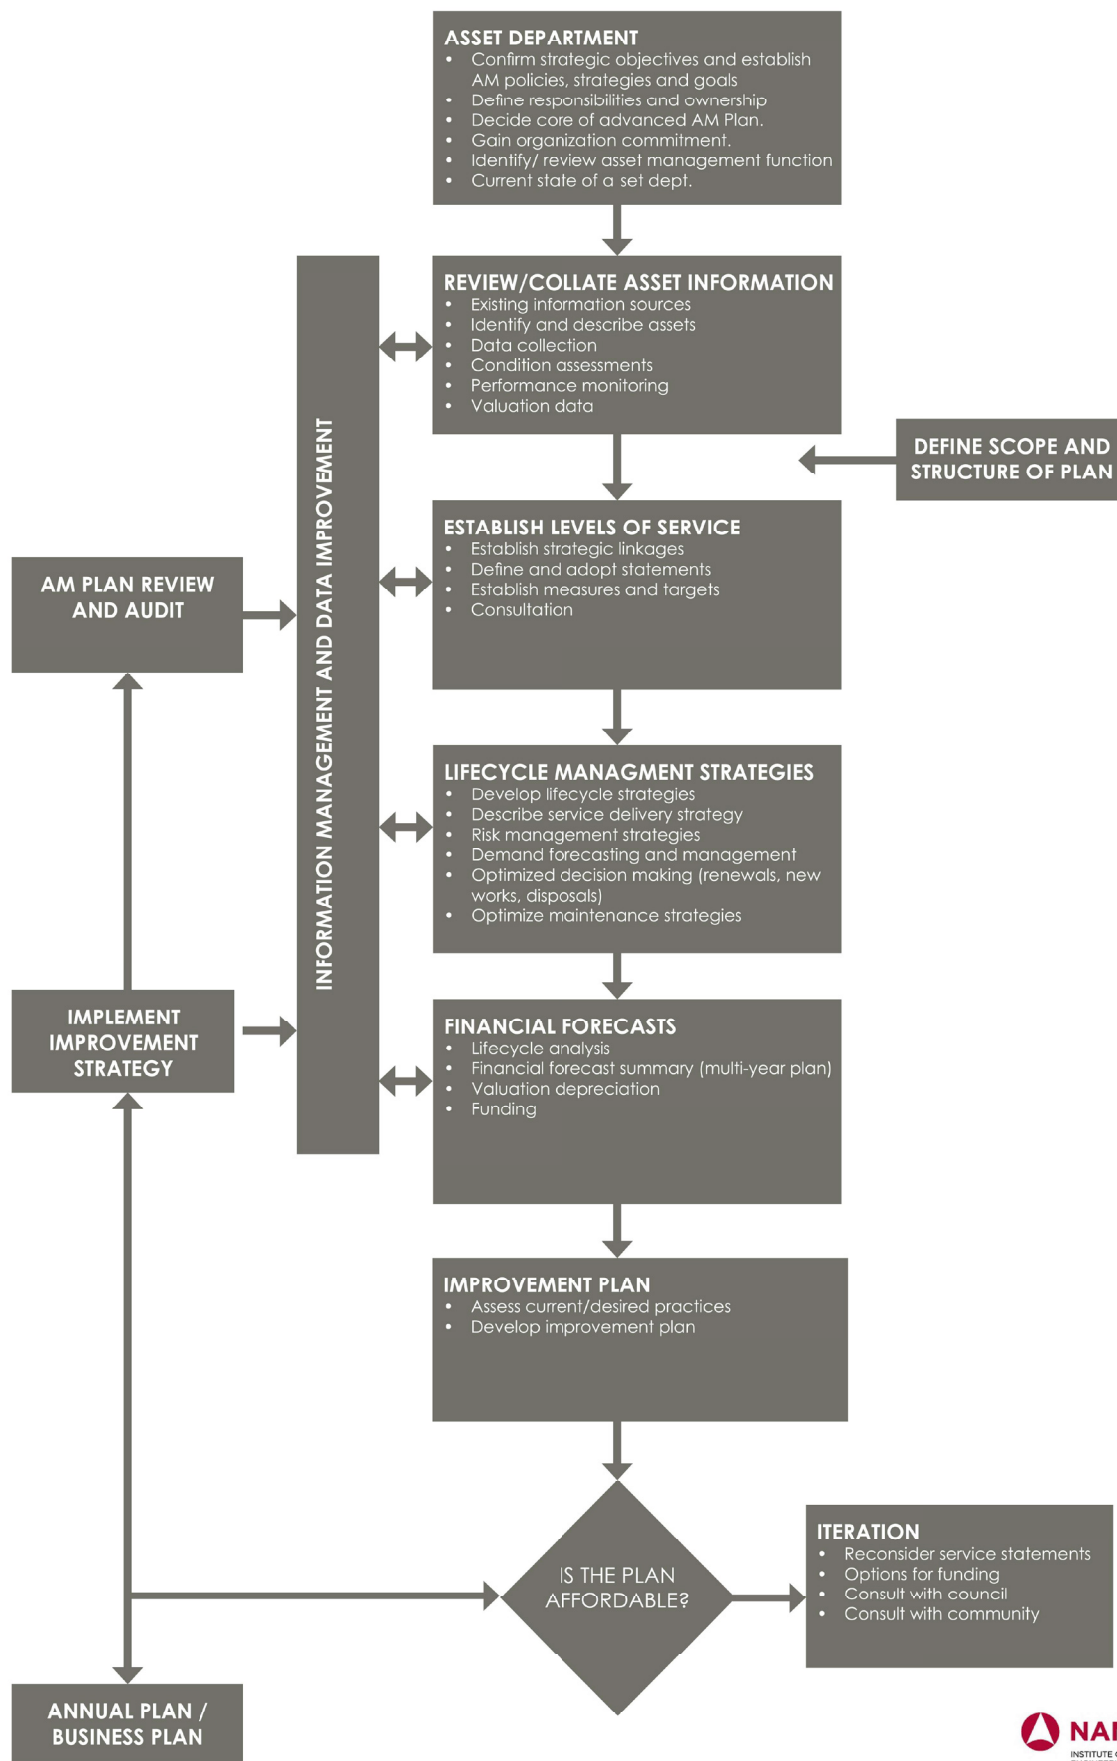 ASSET DEPARTMENT
• Confirm strategic objectives and establish
AM policies, strategies and goals
• Define responsibilities and ownership
• Decide core of advanced AM Plan.
• Gain organization commitment.
• Identify/ review asset management function
• Current state of a set dept.
REVIEW/COLLATE ASSET INFORMATION
• Existing information sources
• Identify and describe assets
• Data collection
• Condition assessments
• Performance monitoring
• Valuation data
DEFINE SCOPE AND
STRUCTURE OF PLAN
INFORMATION MANAGEMENT AND DATA IMPROVEMENT
ESTABLISH LEVELS OF SERVICE
• Establish strategic linkages
• Define and adopt statements
• Establish measures and targets
• Consultation
AM PLAN REVIEW
AND AUDIT
LIFECYCLE MANAGMENT STRATEGIES
• Develop lifecycle strategies
• Describe service delivery strategy
• Risk management strategies
• Demand forecasting and management
• Optimized decision making (renewals, new
works, disposals)
• Optimize maintenance strategies
IMPLEMENT
IMPROVEMENT
STRATEGY
FINANCIAL FORECASTS
• Lifecycle analysis
• Financial forecast summary (multi-year plan)
• Valuation depreciation
• Funding
IMPROVEMENT PLAN
• Assess current/desired practices
• Develop improvement plan
IS THE PLAN
AFFORDABLE?
ITERATION
• Reconsider service statements
• Options for funding
• Consult with council
• Consult with community
ANNUAL PLAN /
BUSINESS PLAN
INSTITUTE